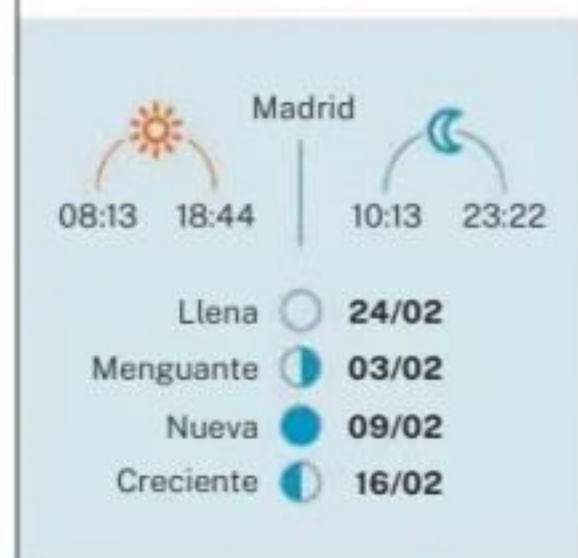 Madrid
08:13 18:44 10:13 23:22
Llena 24/02
Menguante 03/02
Nueva 09/02
Creciente 16/02